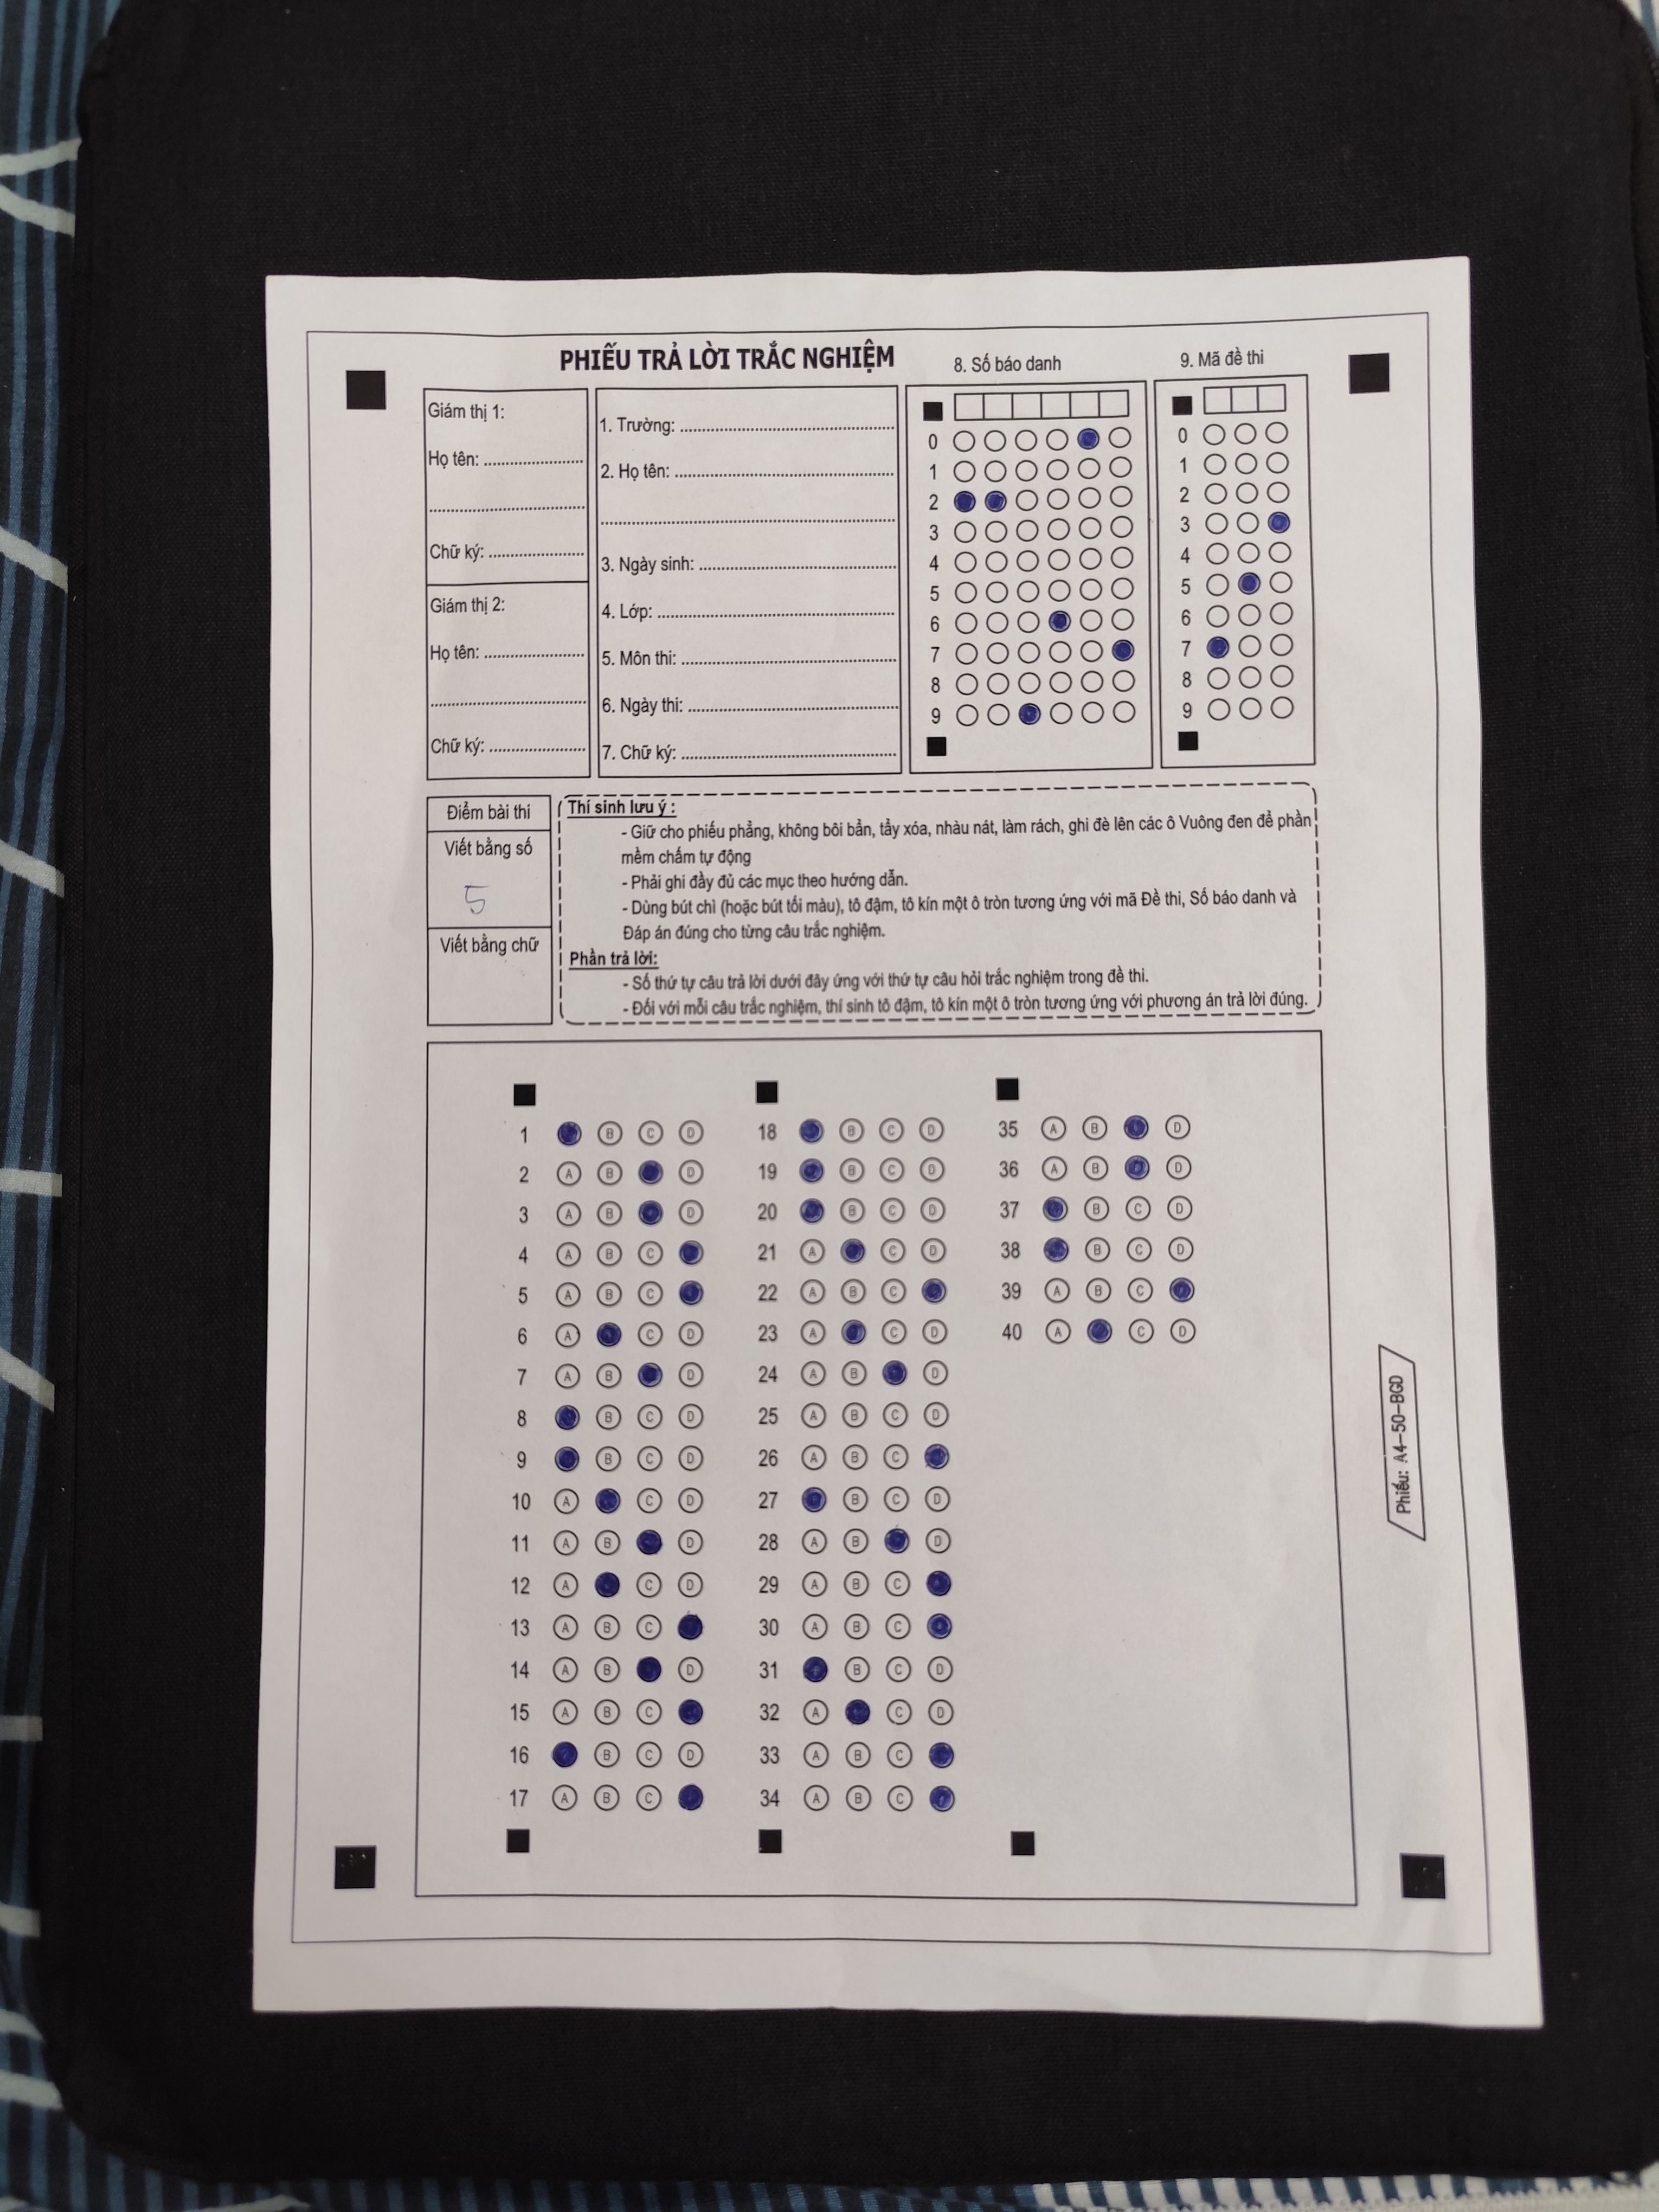 PHIẾU TRẢ LỜI TRẮC NGHIỆM
8. Số báo danh
9. Mã đề thi
Giám thị 1:
Họ tên: ........................
......................................
Chữ ký: .......................
Giám thị 2:
Họ tên: ........................
......................................
Chữ ký: .......................
1. Trường: ..................................................
2. Họ tên: ...................................................
.....................................................................
3. Ngày sinh: ..............................................
4. Lớp: .......................................................
5. Môn thi: ..................................................
6. Ngày thi: .................................................
7. Chữ ký: ..................................................
0
1
2
3
4
5
6
7
8
9
0
1
2
3
4
5
6
7
8
9
Điểm bài thi
Viết bằng số
5
Viết bằng chữ
Thí sinh lưu ý :
- Giữ cho phiếu phẳng, không bôi bẩn, tẩy xóa, nhàu nát, làm rách, ghi đè lên các ô Vuông đen để phần
mềm chấm tự động
- Phải ghi đầy đủ các mục theo hướng dẫn.
- Dùng bút chì (hoặc bút tối màu), tô đậm, tô kín một ô tròn tương ứng với mã Đề thi, Số báo danh và
Đáp án đúng cho từng câu trắc nghiệm.
Phần trả lời:
- Số thứ tự câu trả lời dưới đây ứng với thứ tự câu hỏi trắc nghiệm trong đề thi.
- Đối với mỗi câu trắc nghiệm, thí sinh tô đậm, tô kín một ô tròn tương ứng với phương án trả lời đúng.
1 B C D
2 A B D
3 A B D
4 A B C
5 A B C
6 A C D
7 A B D
8 B C D
9 B C D
10 A C D
11 A B D
12 A C D
13 A B C
14 A B D
15 A B C
16 B C D
17 A B C
18 B C D
19 B C D
20 B C D
21 A C D
22 A B C
23 A C D
24 A B D
25 A B C D
26 A B C
27 B C D
28 A B D
29 A B C
30 A B C
31 B C D
32 A C D
33 A B C
34 A B C
35 A B D
36 A B D
37 B C D
38 B C D
39 A B C
40 A C D
Phiếu: A4-50-BGD